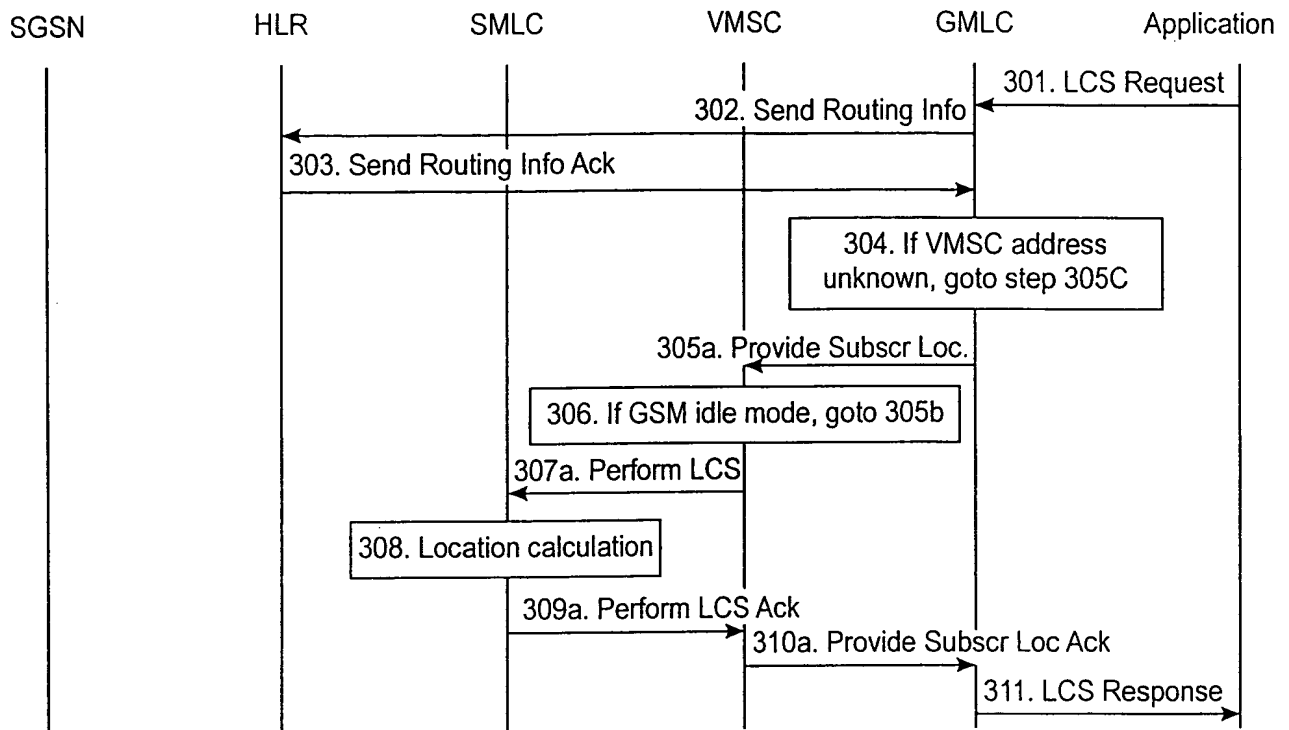 SGSN HLR SMLC VMSC GMLC Application
301. LCS Request
302. Send Routing Info
303. Send Routing Info Ack
304. If VMSC address
unknown, goto step 305C
305a. Provide Subscr Loc.
306. If GSM idle mode, goto 305b
307a. Perform LCS
308. Location calculation
309a. Perform LCS Ack
310a. Provide Subscr Loc Ack
311. LCS Response